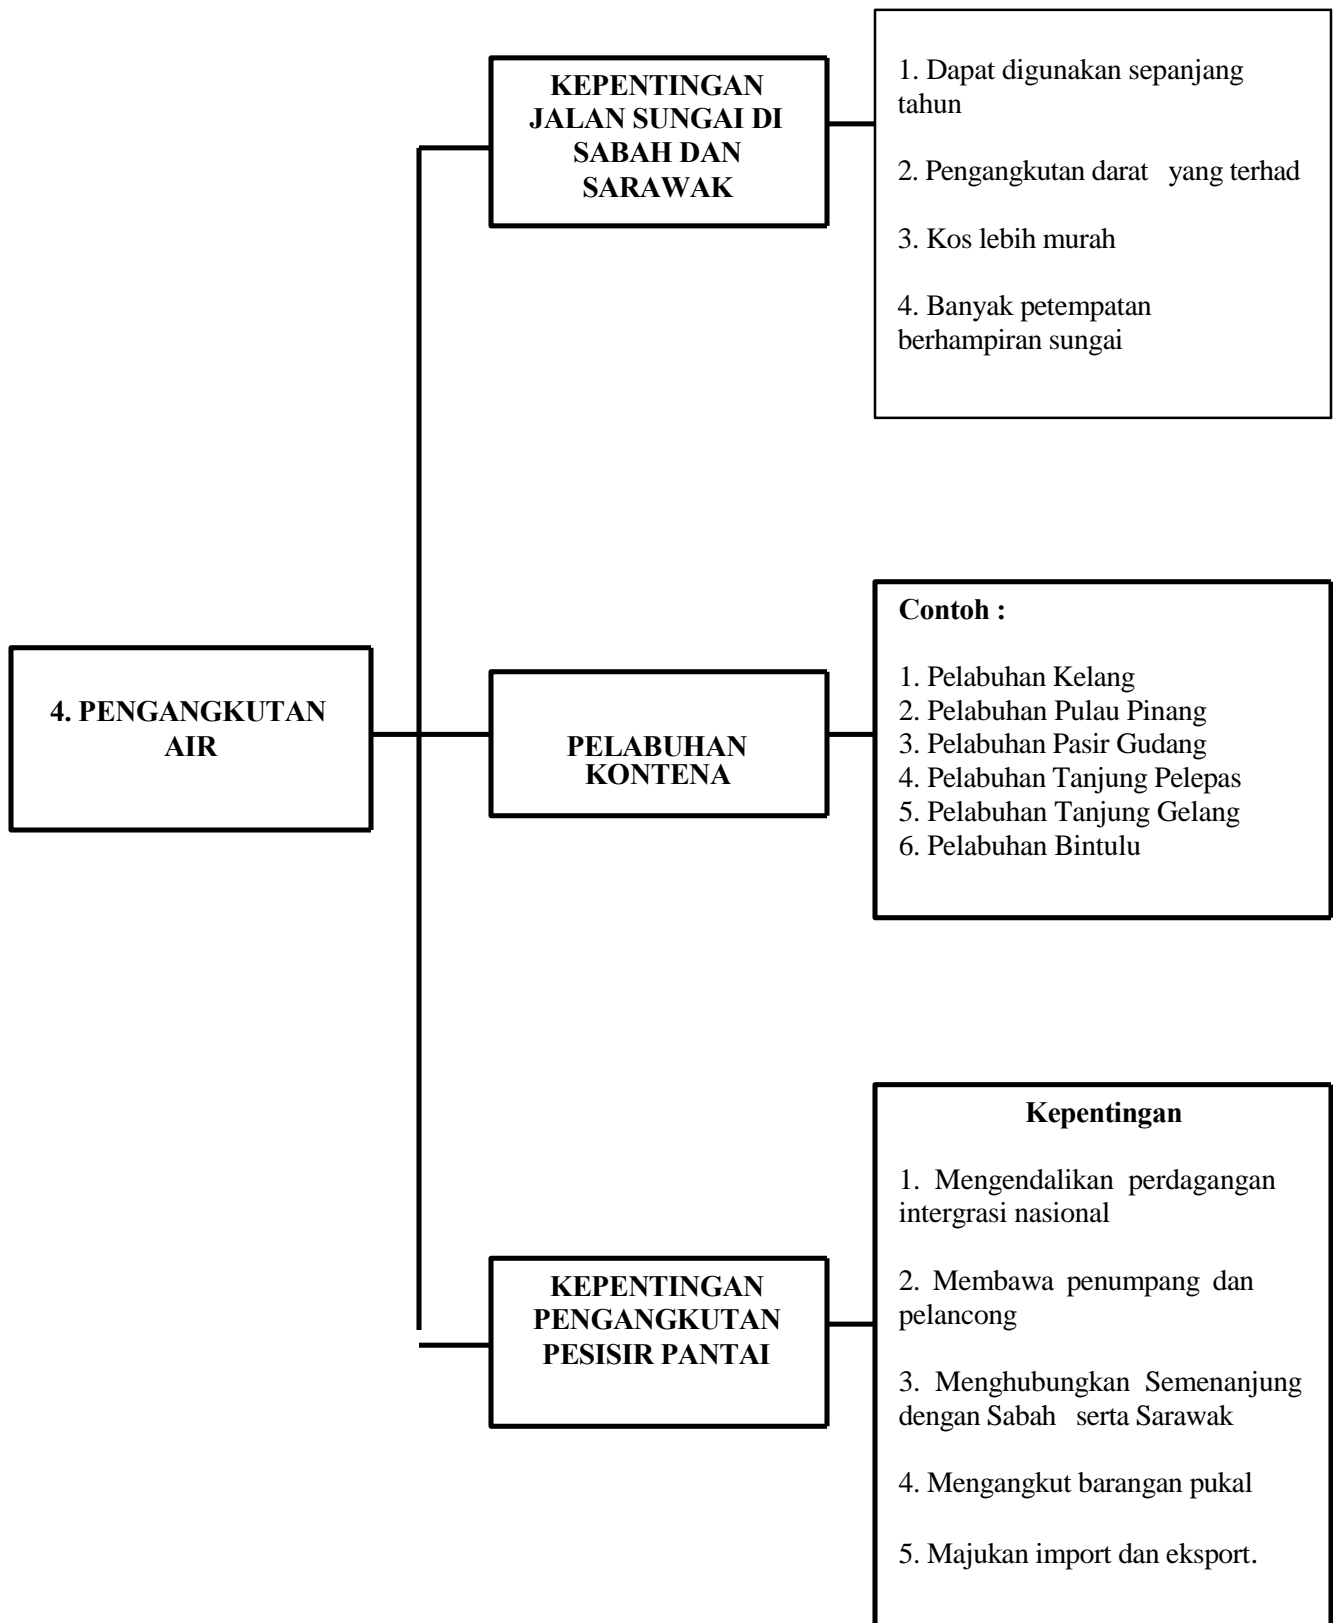 4. PENGANGKUTAN
AIR
KEPENTINGAN
JALAN SUNGAI DI
SABAH DAN
SARAWAK
1. Dapat digunakan sepanjang
tahun
2. Pengangkutan darat yang terhad
3. Kos lebih murah
4. Banyak petempatan
berhampiran sungai
PELABUHAN
KONTENA
Contoh :
1. Pelabuhan Kelang
2. Pelabuhan Pulau Pinang
3. Pelabuhan Pasir Gudang
4. Pelabuhan Tanjung Pelepas
5. Pelabuhan Tanjung Gelang
6. Pelabuhan Bintulu
KEPENTINGAN
PENGANGKUTAN
PESISIR PANTAI
Kepentingan
1. Mengendalikan perdagangan
intergrasi nasional
2. Membawa penumpang dan
pelancong
3. Menghubungkan Semenanjung
dengan Sabah serta Sarawak
4. Mengangkut barangan pukal
5. Majukan import dan eksport.